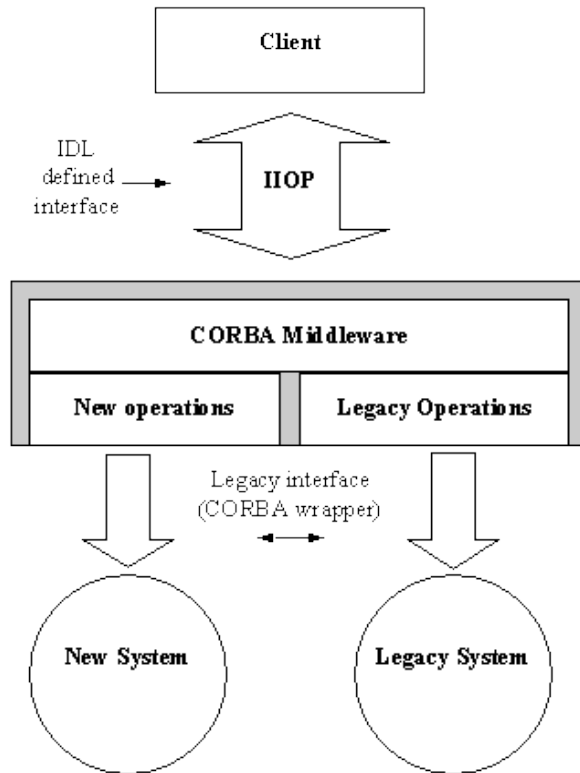 Client
IDL
defined
interface
IIOP
CORBA Middleware
New operations
Legacy Operations
Legacy interface
(CORBA wrapper)
New System
Legacy System